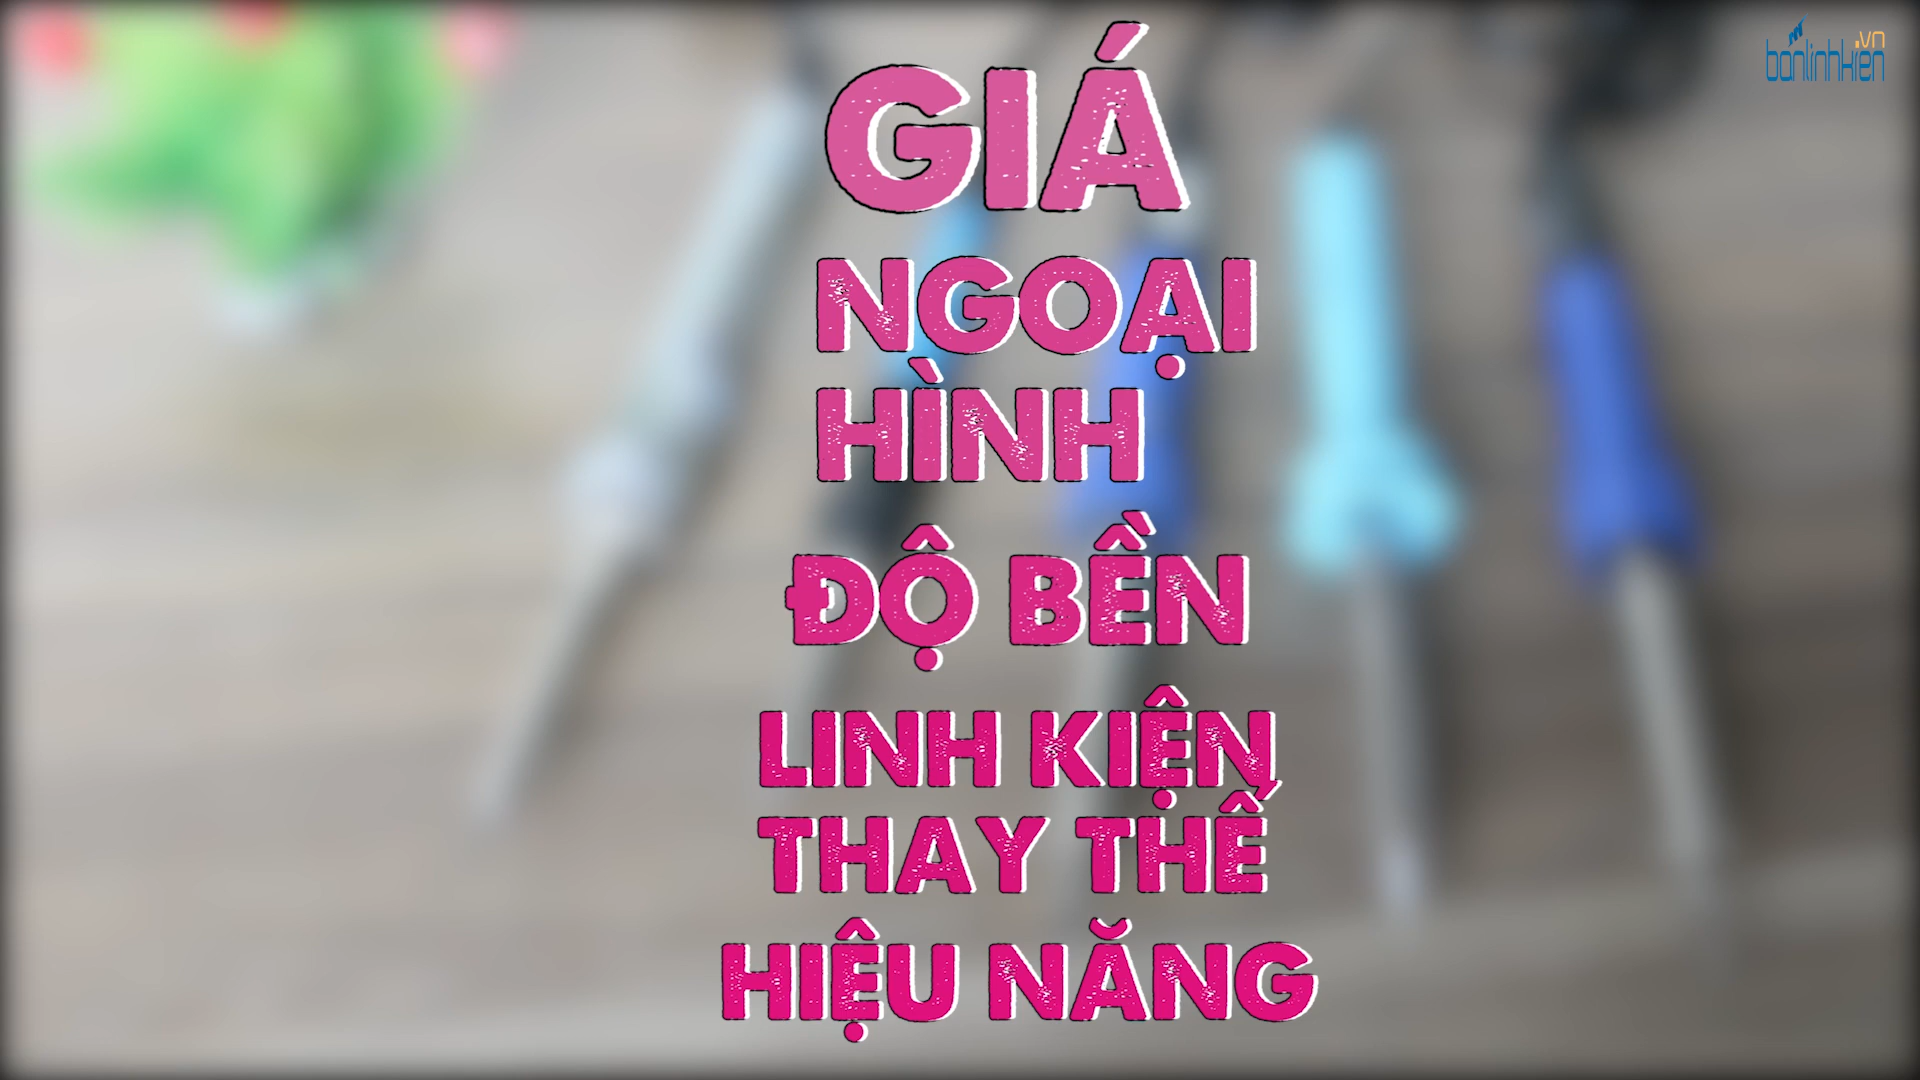 banlinhkien.vn
GIÁ
NGOẠI
HÌNH
ĐỘ BỀN
LINH KIỆN
THAY THẾ
HIỆU NĂNG